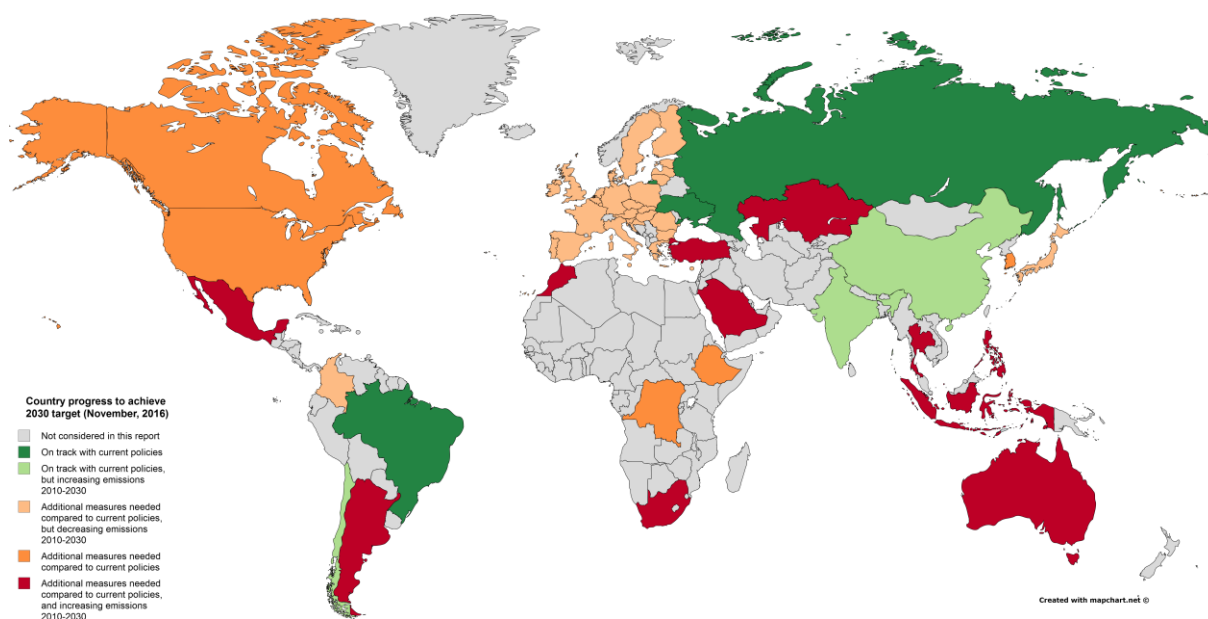 Country progress to achieve
2030 target (November, 2016)
Not considered in this report
On track with current policies
On track with current policies,
but increasing emissions
2010-2030
Additional measures needed
compared to current policies,
but decreasing emissions
2010-2030
Additional measures needed
compared to current policies
Additional measures needed
compared to current policies,
and increasing emissions
2010-2030
Created with mapchart.net ©